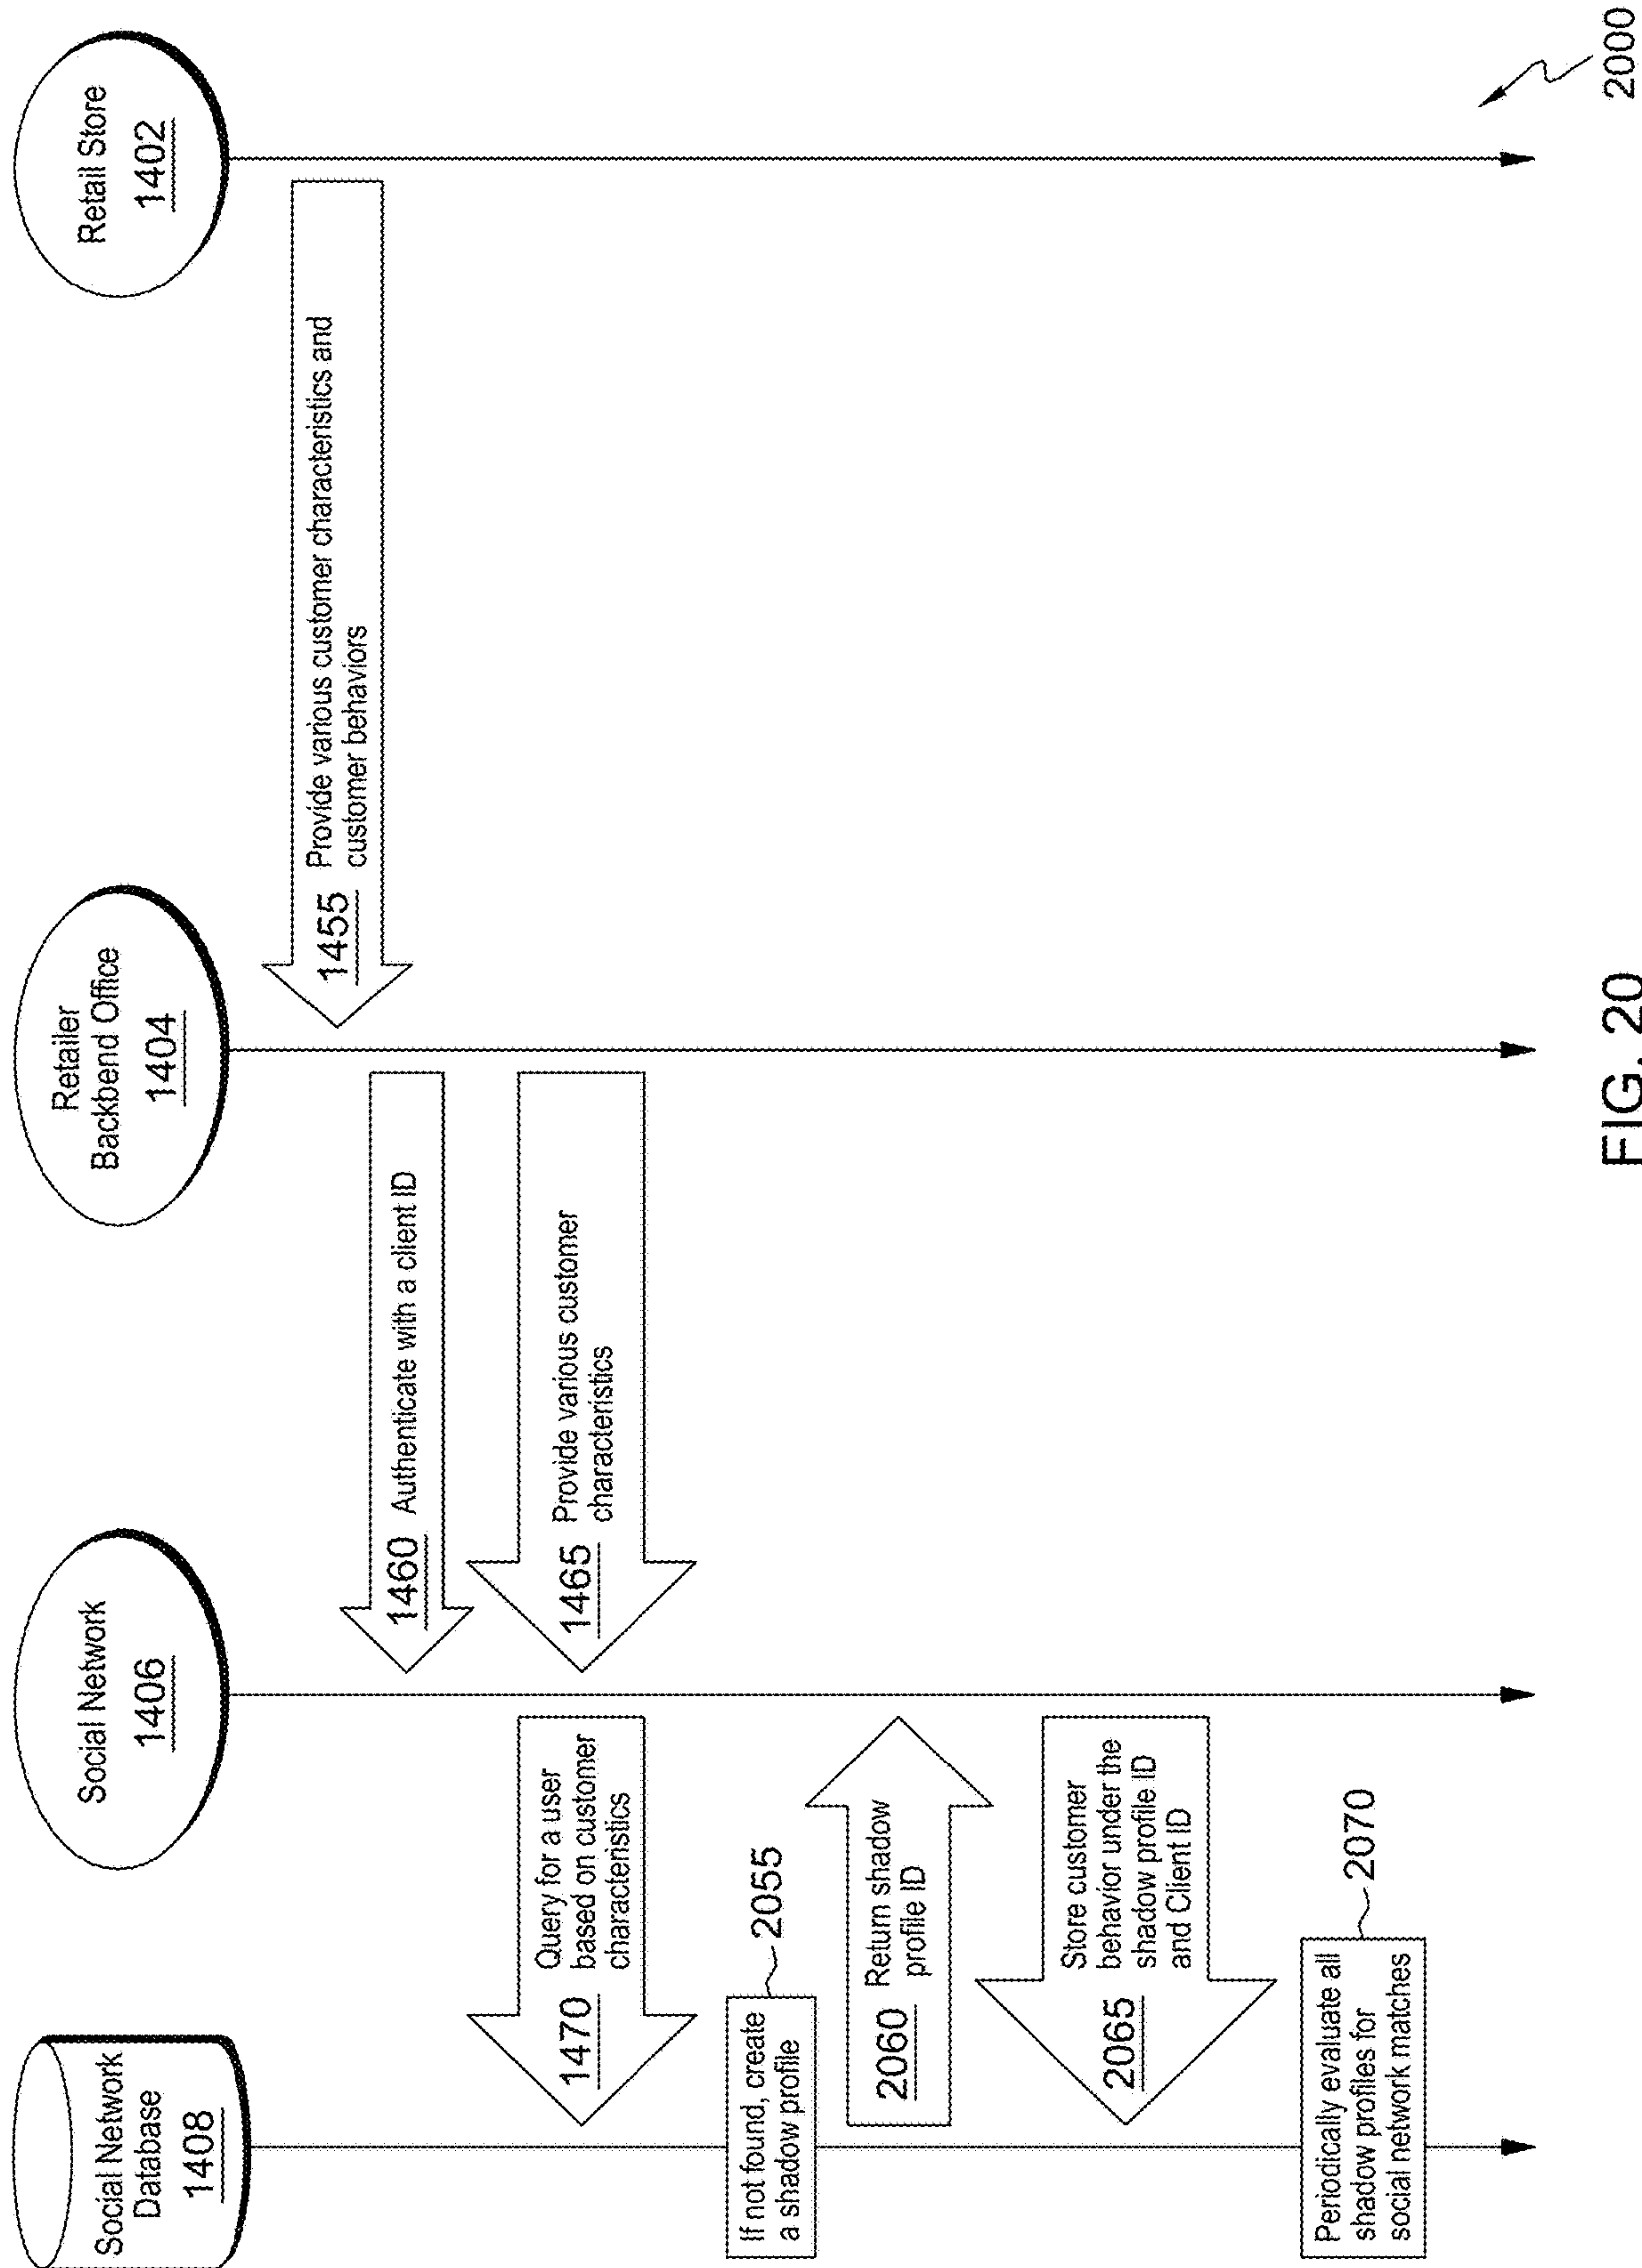 Social Network
Database
1408
Social Network
1406
Retailer
Backbend Office
1404
Retail Store
1402
1455 Provide various customer characteristics and
customer behaviors
1460 Authenticate with a client ID
1465 Provide various customer
characteristics
1470 Query for a user
based on customer
characteristics
If not found, create
a shadow profile
2055
2060 Return shadow
profile ID
2065 Store customer
behavior under the
shadow profile ID
and Client ID
Periodically evaluate all
shadow profiles for
social network matches
2070
2000
FIG. 20